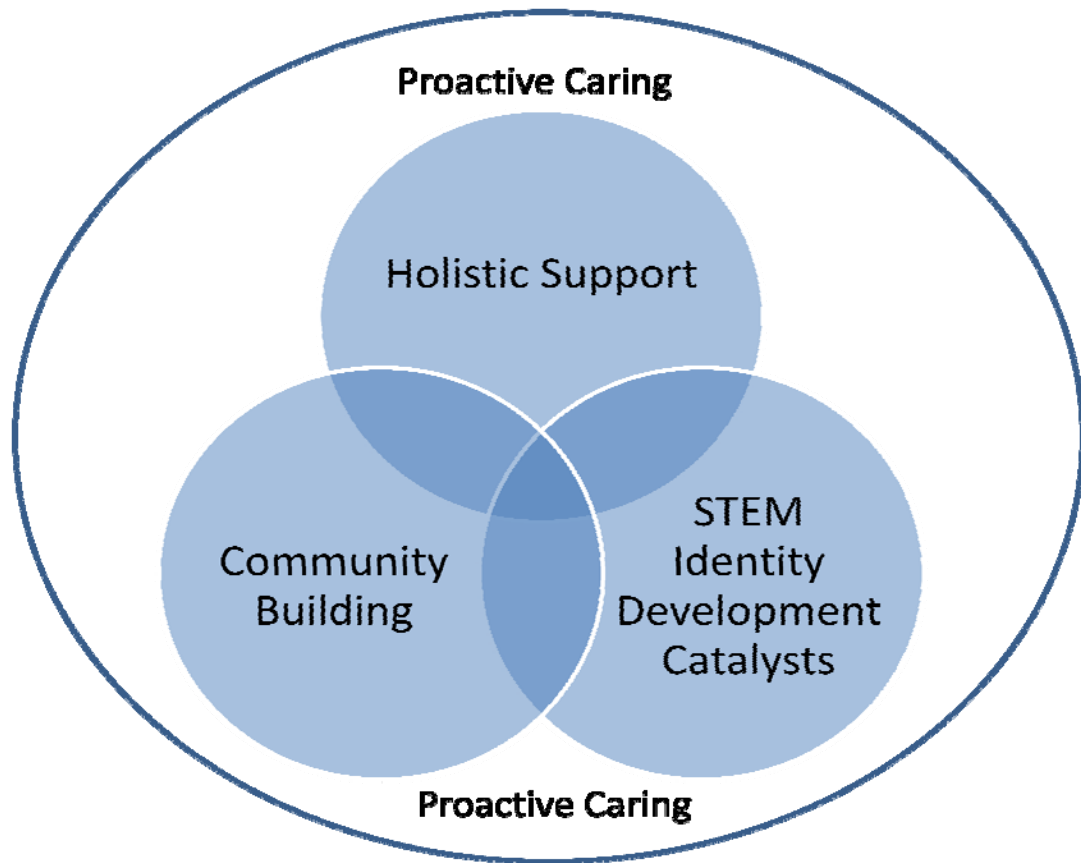 Proactive Caring
Holistic Support
Community
Building
STEM
Identity
Development
Catalysts
Proactive Caring